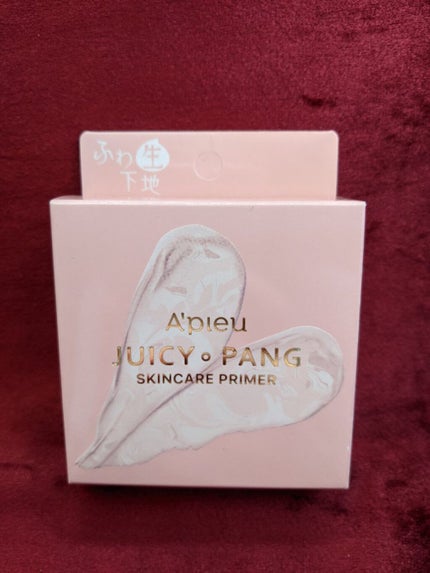 ふわ生
下地
A'pieu
JUICY • PANG
SKINCARE PRIMER